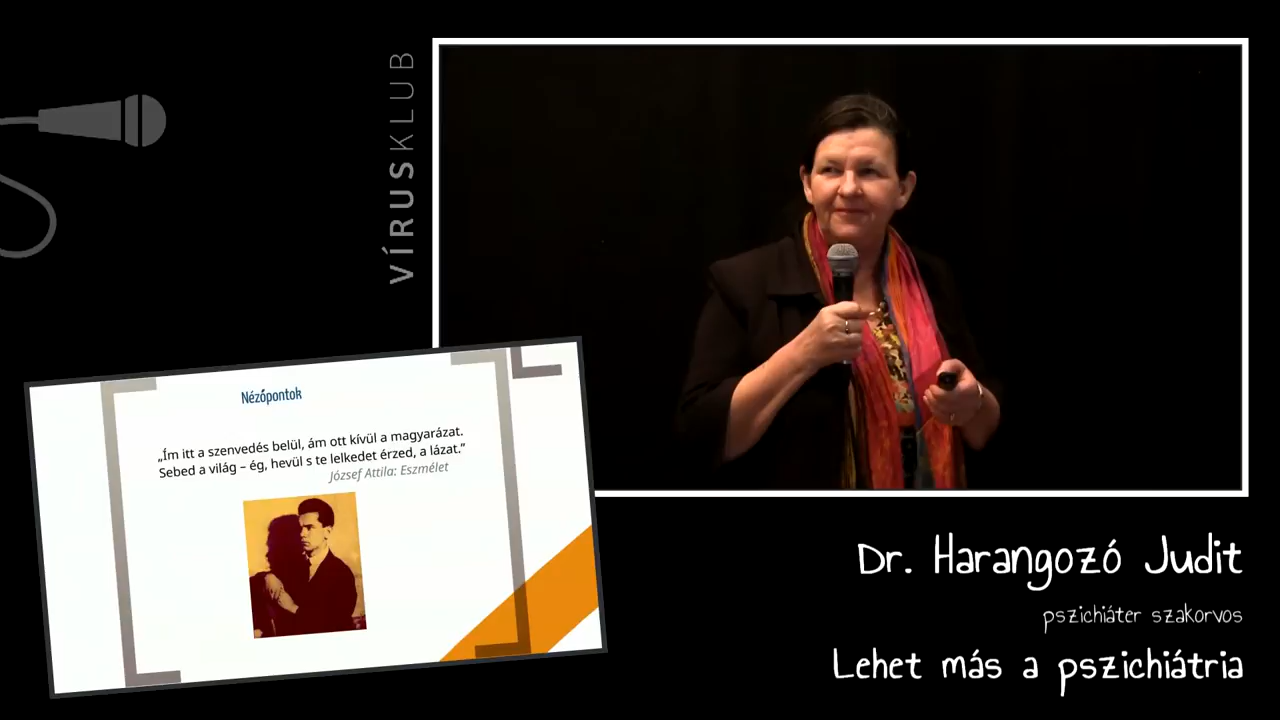 VÍRUSKLUB
Nézőpontok
„Ím itt a szenvedés belül, ám ott kívül a magyarázat.
Sebed a világ – ég, hevül s te lelkedet érzed, a lázat.”
József Attila: Eszmélet
Dr. Harangozó Judit
pszichiáter szakorvos
Lehet más a pszichiátria